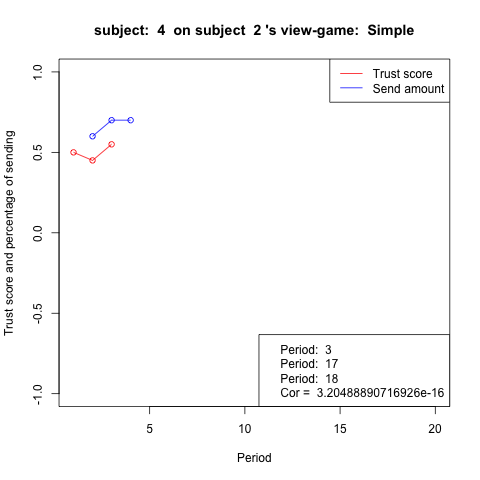 subject:  4  on subject  2 's view-game:  Simple
Trust score
Send amount
Trust score and percentage of sending
1.0
0.5
0.0
-0.5
-1.0
Period:  3
Period:  17
Period:  18
Cor =  3.20488890716926e-16
5 10 15 20
Period